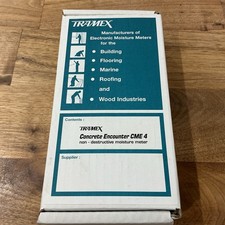 TRAMEX
Manufacturers of
Electronic Moisture Meters
for the
Building
Flooring
Marine
Roofing
and
Wood Industries
Contents :
TRAMEX
Concrete Encounter CME 4
non - destructive moisture meter
Supplier :